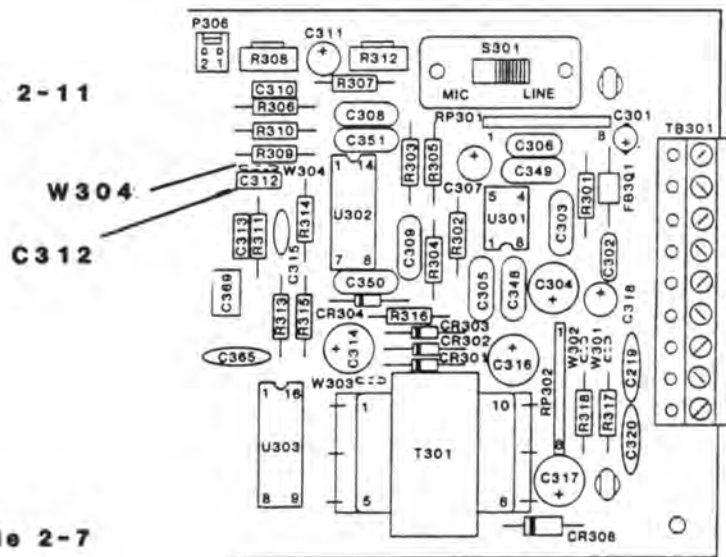 P306
2 1
R308
C311
R312
R307
S301
MIC LINE
2-11
C310
R306
R310
R309
C308
C351
RP301
1 8
C301
TB301
W304
W304
C312
C312
R303
R305
C307
C306
C349
R301
FB301
1 14
U302
7 8
5 4
U301
1 8
C303
C302
C313
R311
C315
R314
C309
R304
R302
C350
C305
C348
C304
C318
C369
R313
R315
CR304
R316
C314
CR303
CR302
CR301
C316
RP302
1
8
W302
W301
C219
C365
W303
1 16
U303
8 9
1 10
T301
5 6
R318
R317
C320
C317
CR308
le 2-7